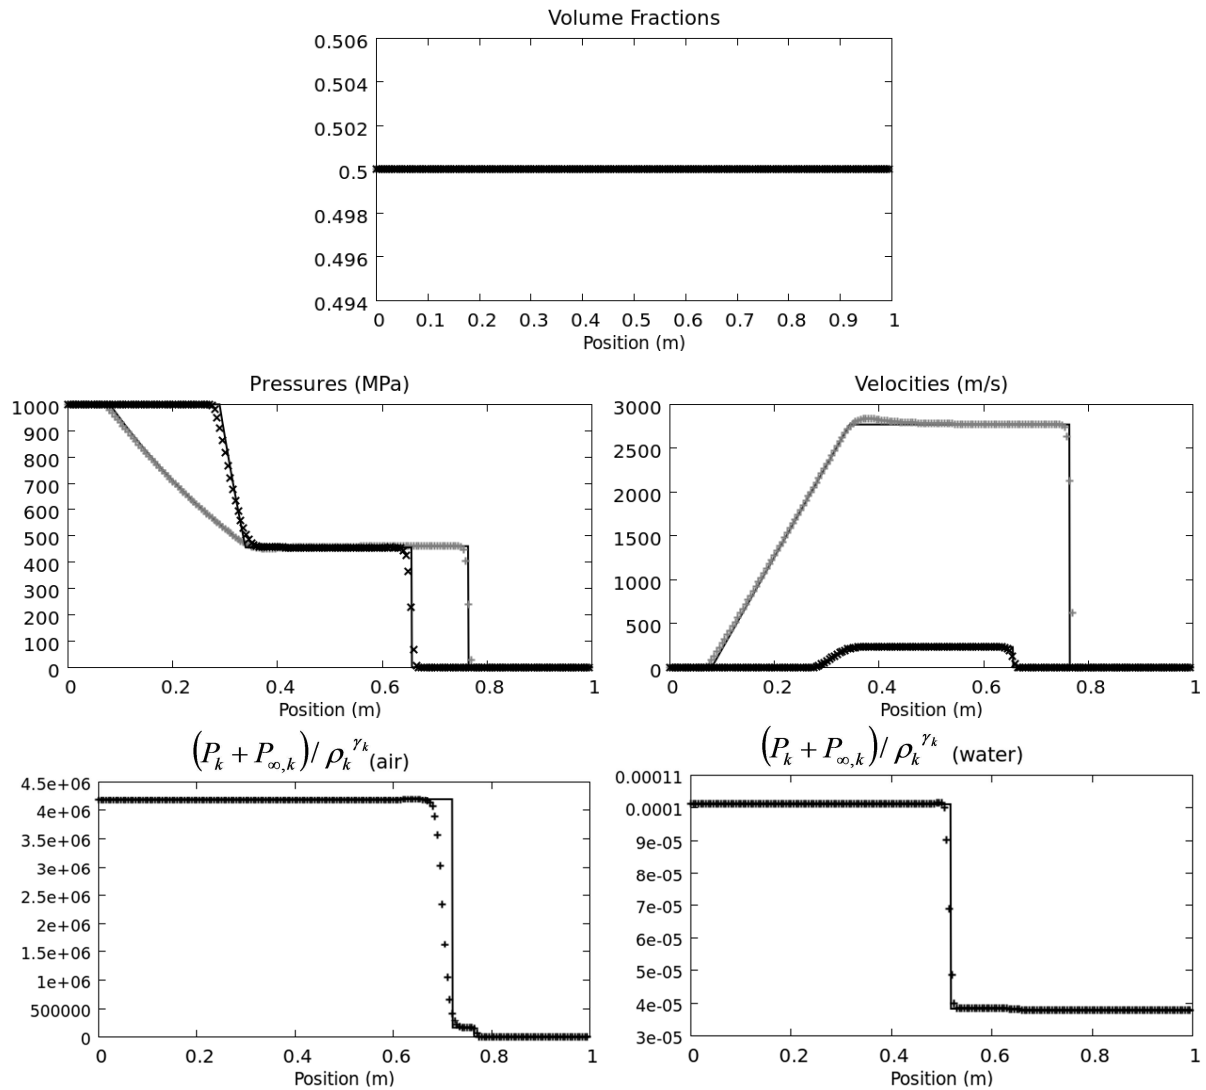 Volume Fractions
0.506
0.504
0.502
0.5
0.498
0.496
0.494
0 0.1 0.2 0.3 0.4 0.5 0.6 0.7 0.8 0.9 1
Position (m)
Pressures (MPa)
1000
900
800
700
600
500
400
300
200
100
0
0 0.2 0.4 0.6 0.8 1
Position (m)
Velocities (m/s)
3000
2500
2000
1500
1000
500
0
0 0.2 0.4 0.6 0.8 1
Position (m)
(P_k + P_{∞,k}) / ρ_k^{γ_k} (air)
4.5e+06
4e+06
3.5e+06
3e+06
2.5e+06
2e+06
1.5e+06
1e+06
500000
0
0 0.2 0.4 0.6 0.8 1
Position (m)
(P_k + P_{∞,k}) / ρ_k^{γ_k} (water)
0.00011
0.0001
9e-05
8e-05
7e-05
6e-05
5e-05
4e-05
3e-05
0 0.2 0.4 0.6 0.8 1
Position (m)